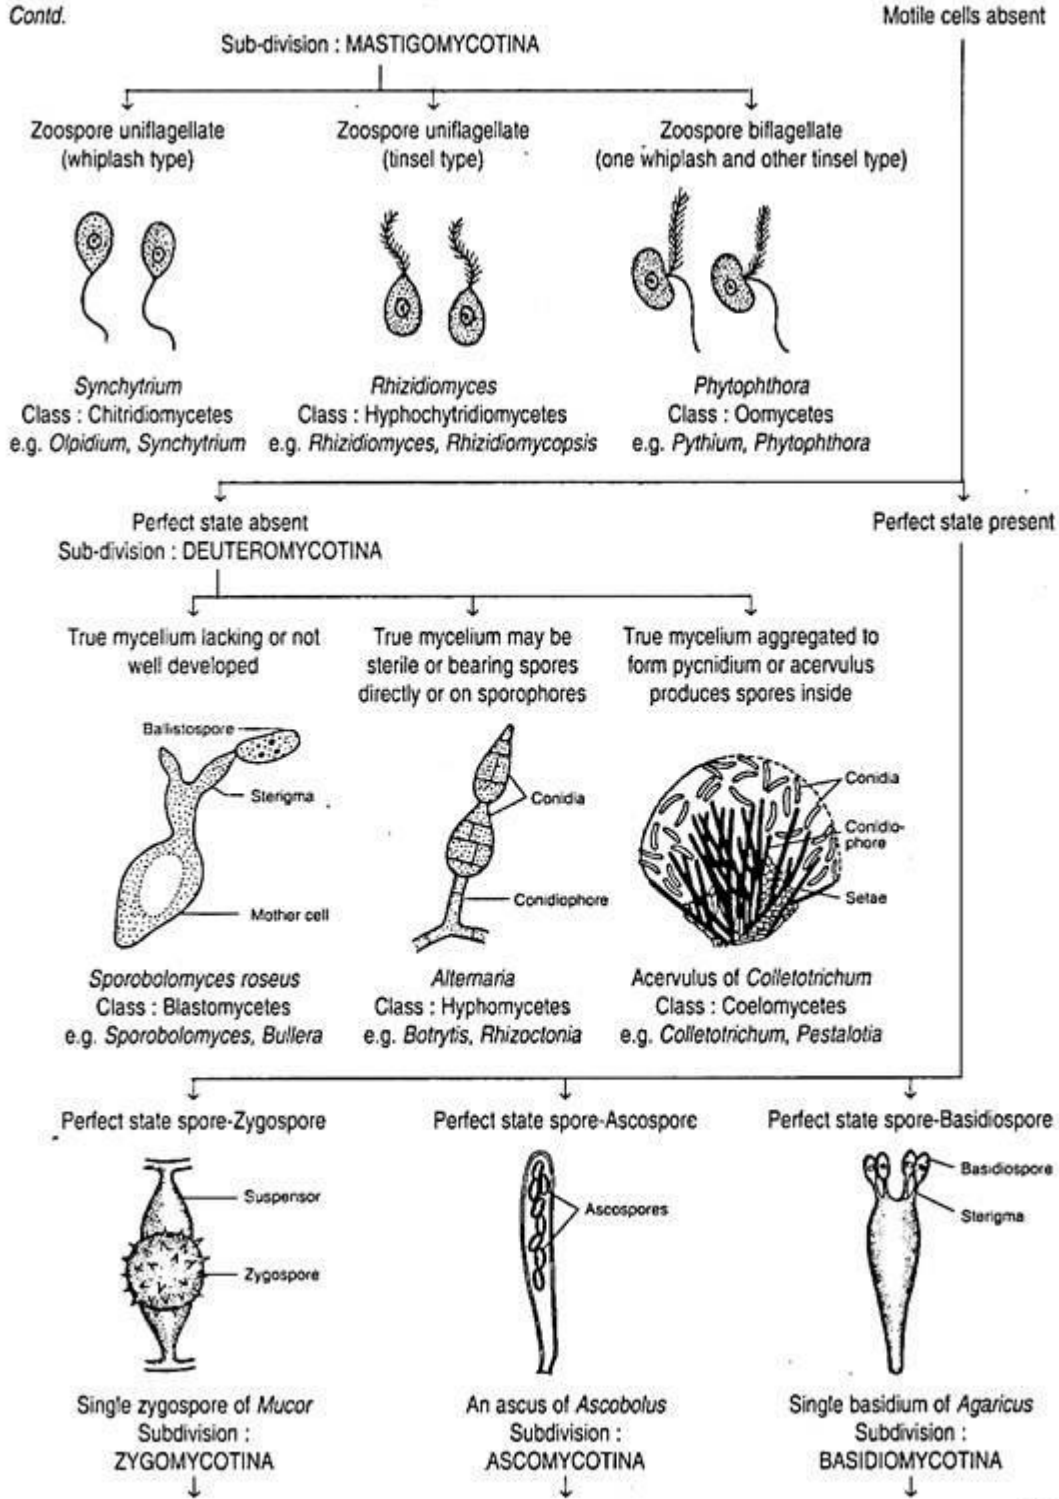 Contd.
Motile cells absent
Sub-division : MASTIGOMYCOTINA
Zoospore uniflagellate
(whiplash type)
Zoospore uniflagellate
(tinsel type)
Zoospore biflagellate
(one whiplash and other tinsel type)
Synchytrium
Class : Chitridiomycetes
e.g. Olpidium, Synchytrium
Rhizidiomyces
Class : Hyphochytridiomycetes
e.g. Rhizidiomyces, Rhizidiomycopsis
Phytophthora
Class : Oomycetes
e.g. Pythium, Phytophthora
Perfect state absent
Sub-division : DEUTEROMYCOTINA
Perfect state present
True mycelium lacking or not
well developed
True mycelium may be
sterile or bearing spores
directly or on sporophores
True mycelium aggregated to
form pycnidium or acervulus
produces spores inside
Ballistospore
Sterigma
Mother cell
Conidia
Conidiophore
Conidia
Conidio-
phore
Setae
Sporobolomyces roseus
Class : Blastomycetes
e.g. Sporobolomyces, Bullera
Alternaria
Class : Hyphomycetes
e.g. Botrytis, Rhizoctonia
Acervulus of Colletotrichum
Class : Coelomycetes
e.g. Colletotrichum, Pestalotia
Perfect state spore-Zygospore
Perfect state spore-Ascospore
Perfect state spore-Basidiospore
Suspensor
Zygospore
Ascospores
Basidiospore
Sterigma
Single zygospore of Mucor
Subdivision :
ZYGOMYCOTINA
An ascus of Ascobolus
Subdivision :
ASCOMYCOTINA
Single basidium of Agaricus
Subdivision :
BASIDIOMYCOTINA